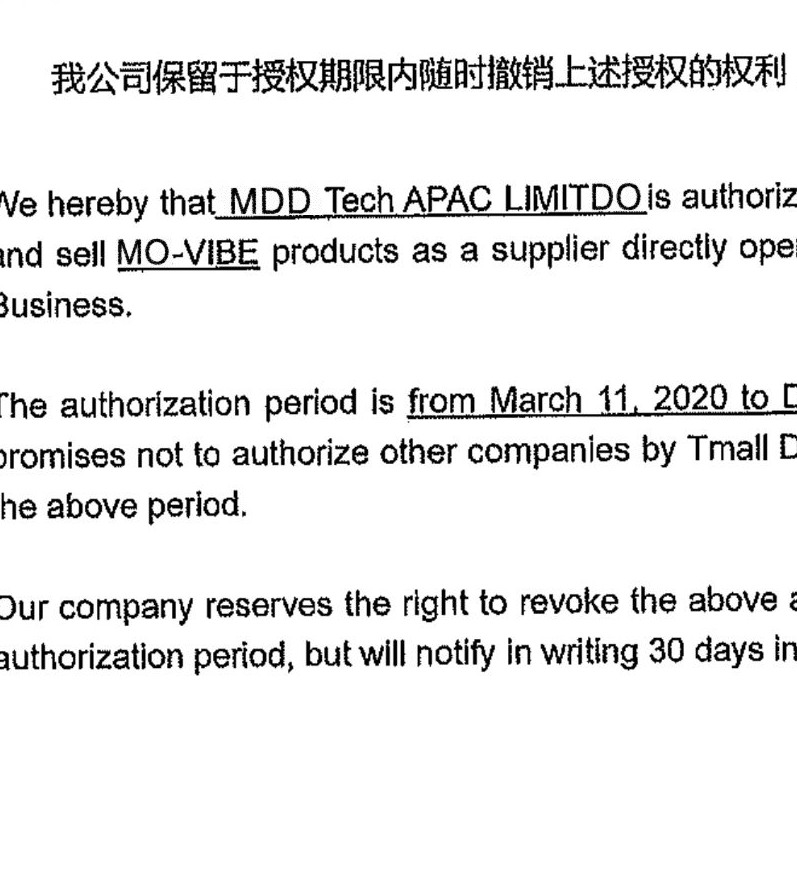 我公司保留于授权期限内随时撤销上述授权的权利
We hereby that MDD Tech APAC LIMITDO is authoriz
and sell MO-VIBE products as a supplier directly ope
Business.
The authorization period is from March 11, 2020 to D
promises not to authorize other companies by Tmall D
the above period.
Our company reserves the right to revoke the above a
authorization period, but will notify in writing 30 days in